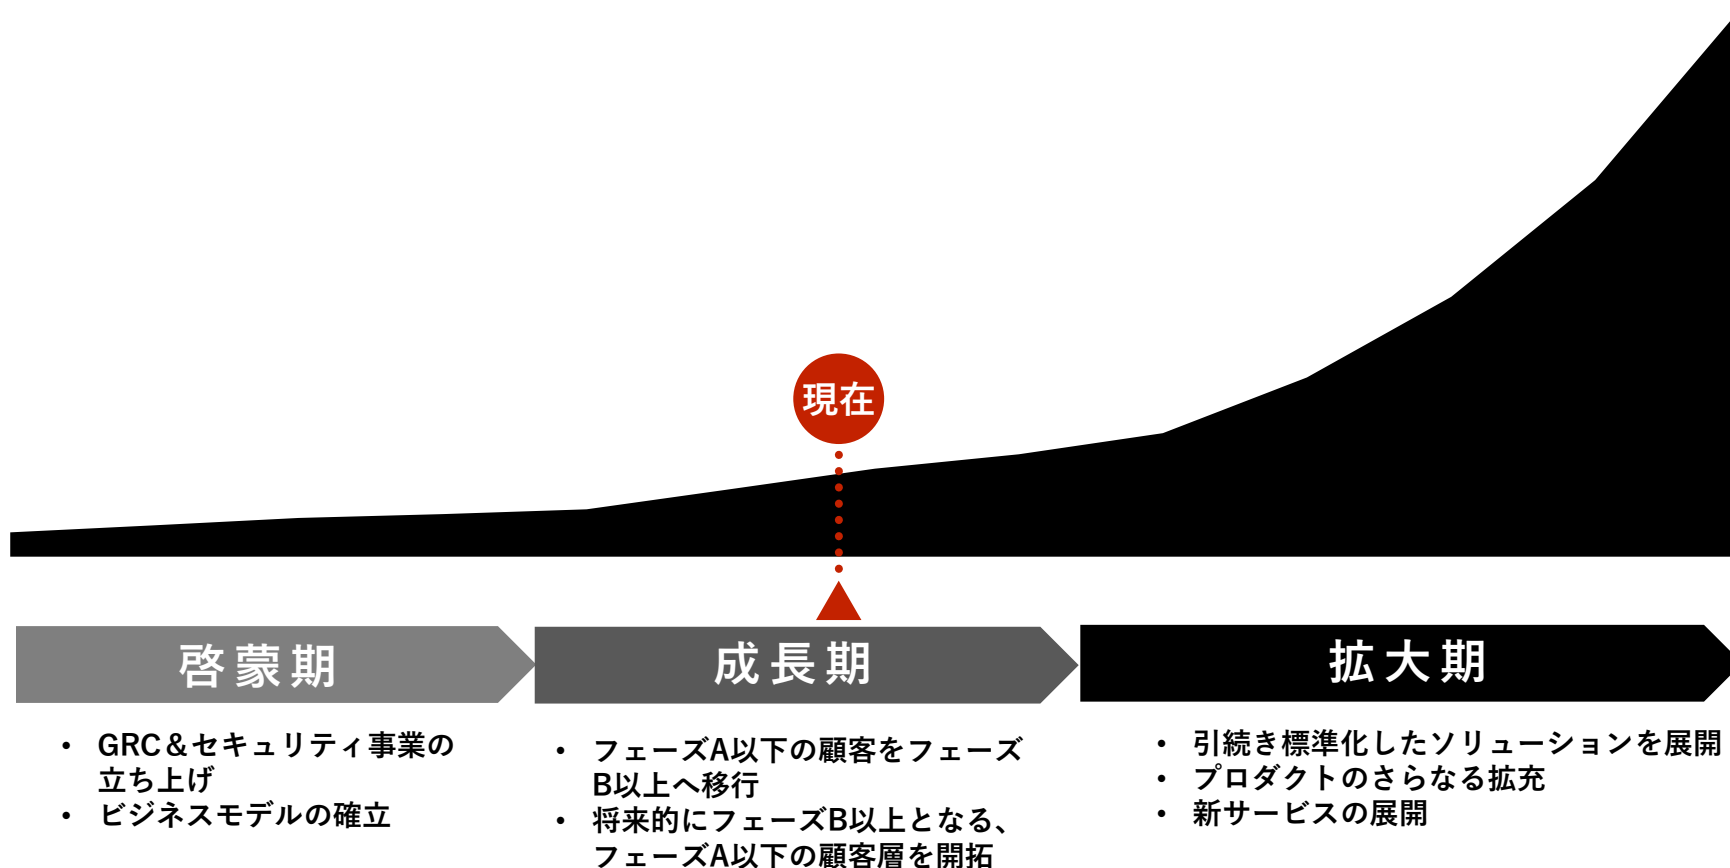 現在
啓蒙期
成長期
拡大期
• GRC＆セキュリティ事業の
立ち上げ
• ビジネスモデルの確立
• フェーズA以下の顧客をフェーズ
B以上へ移行
• 将来的にフェーズB以上となる、
フェーズA以下の顧客層を開拓
• 引続き標準化したソリューションを展開
• プロダクトのさらなる拡充
• 新サービスの展開